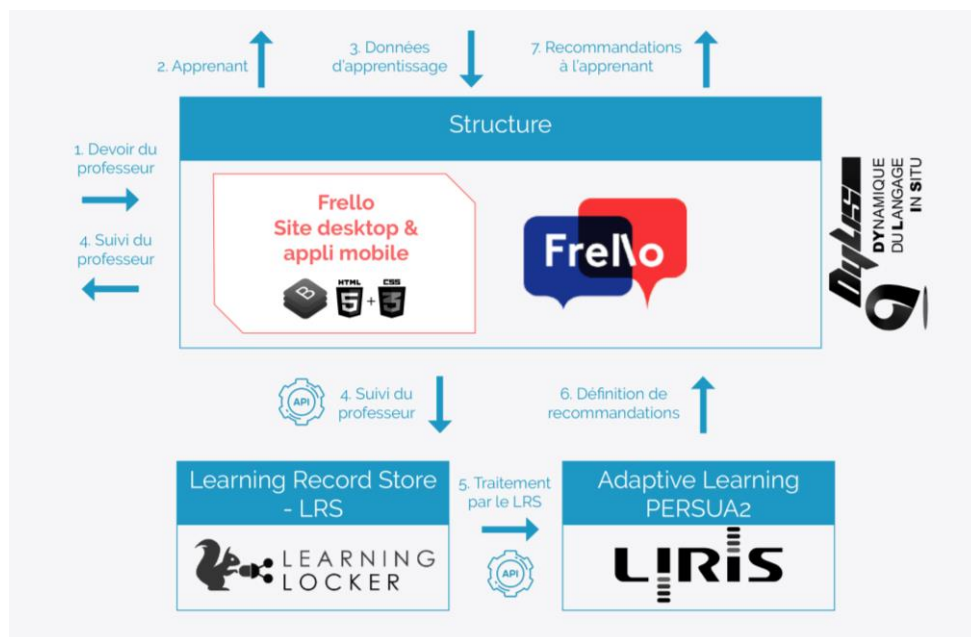 2. Apprenant
3. Données
d'apprentissage
7. Recommandations
à l'apprenant
Structure
1. Devoir du
professeur
4. Suivi du
professeur
Frello
Site desktop &
appli mobile
B
HTML
5
+
CSS
3
Frello
DyLis
DYNAMIQUE
DU LANGAGE
IN SITU
API
4. Suivi du
professeur
6. Définition de
recommandations
Learning Record Store
- LRS
5. Traitement
par le LRS
Adaptive Learning
PERSUA2
LEARNING
LOCKER
API
LIRIS